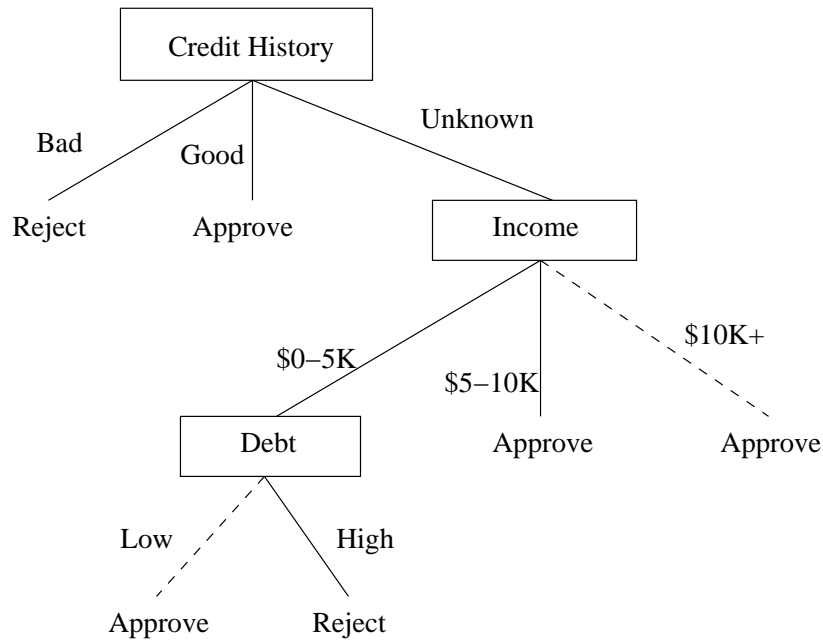 Credit History
Bad
Good
Unknown
Reject
Approve
Income
$0–5K
$5–10K
$10K+
Debt
Approve
Approve
Low
High
Approve
Reject